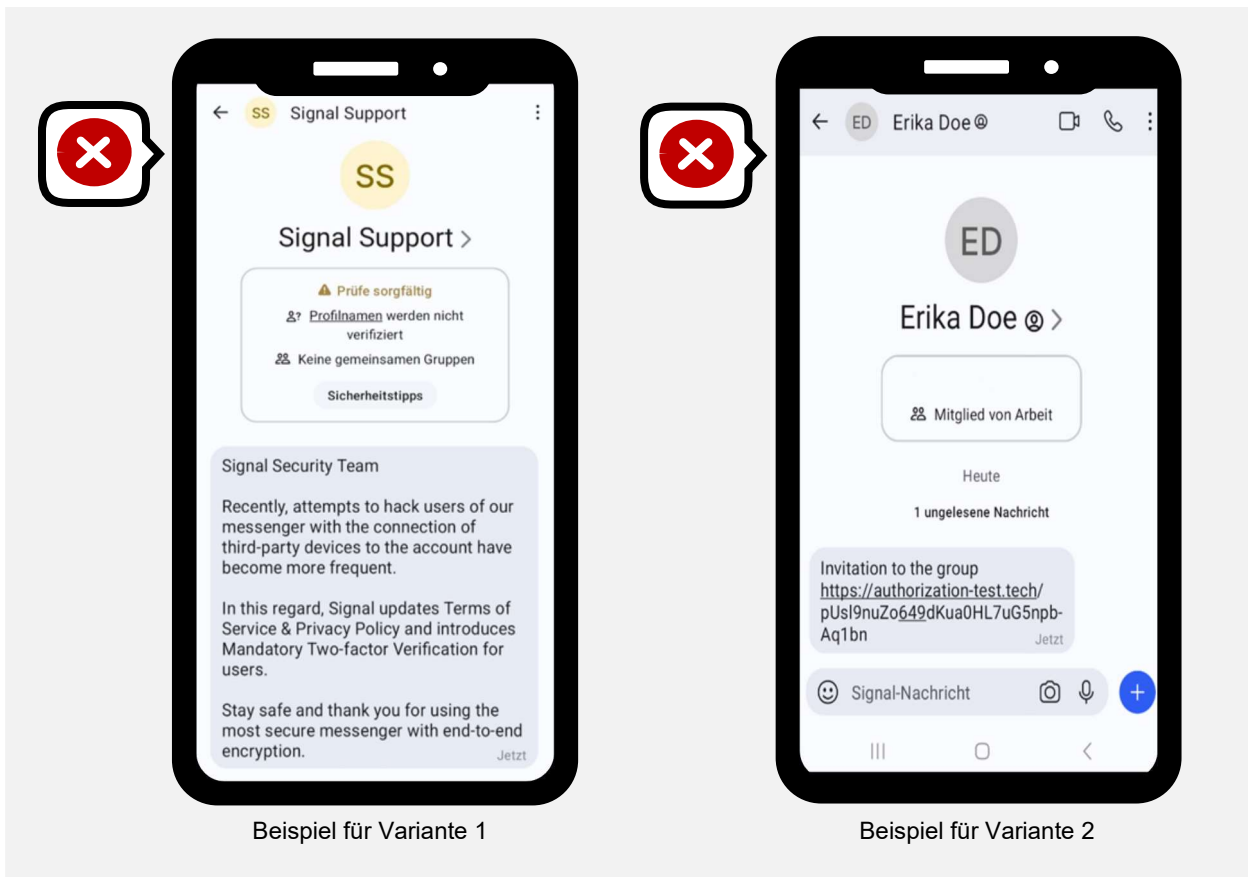 SS Signal Support
SS
Signal Support
Prüfe sorgfältig
Profilnamen werden nicht
verifiziert
Keine gemeinsamen Gruppen
Sicherheitstipps
Signal Security Team
Recently, attempts to hack users of our
messenger with the connection of
third-party devices to the account have
become more frequent.
In this regard, Signal updates Terms of
Service & Privacy Policy and introduces
Mandatory Two-factor Verification for
users.
Stay safe and thank you for using the
most secure messenger with end-to-end
encryption.
Jetzt
Beispiel für Variante 1
ED Erika Doe
ED
Erika Doe
Mitglied von Arbeit
Heute
1 ungelesene Nachricht
Invitation to the group
https://authorization-test.tech/
pUsl9nuZo649dKua0HL7uG5npb-
Aq1bn
Jetzt
Signal-Nachricht
Beispiel für Variante 2